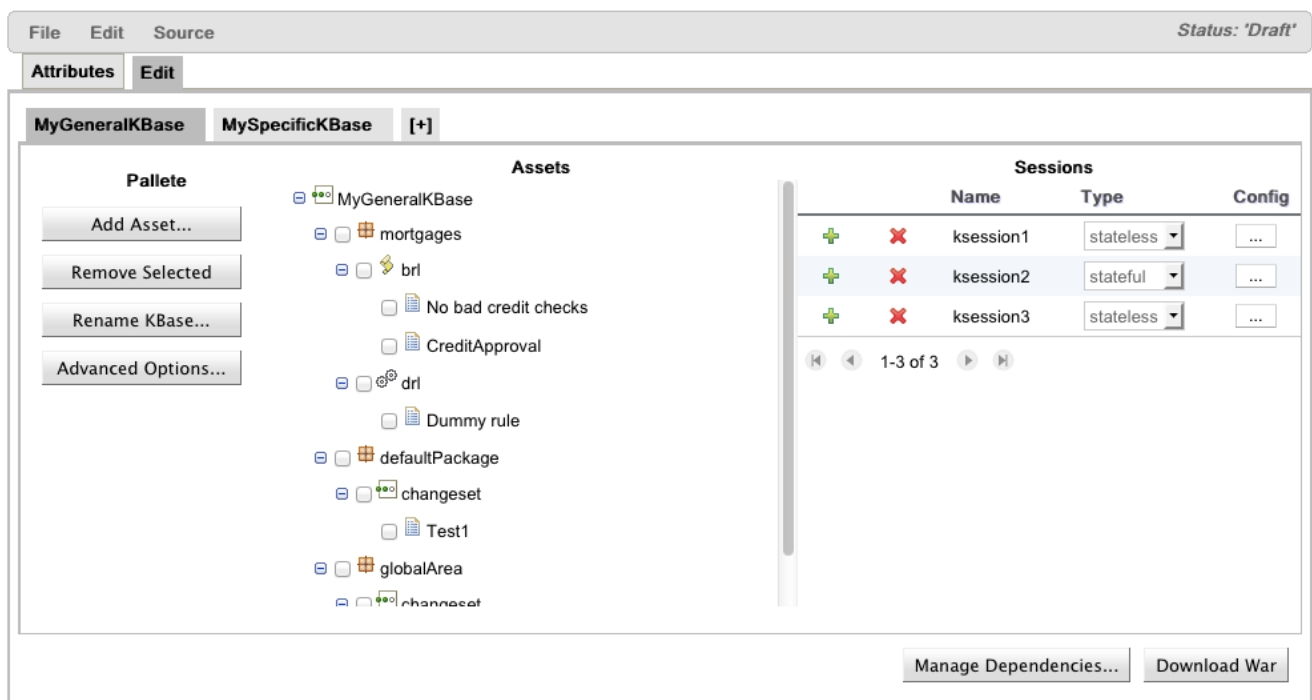 File Edit Source Status: 'Draft'
Attributes Edit
MyGeneralKBase MySpecificKBase [+]
Pallete
Add Asset...
Remove Selected
Rename KBase...
Advanced Options...
Assets
MyGeneralKBase
mortgages
brl
No bad credit checks
CreditApproval
drl
Dummy rule
defaultPackage
changeset
Test1
globalArea
changeset
Sessions
Name Type Config
ksession1 stateless ...
ksession2 stateful ...
ksession3 stateless ...
1-3 of 3
Manage Dependencies... Download War